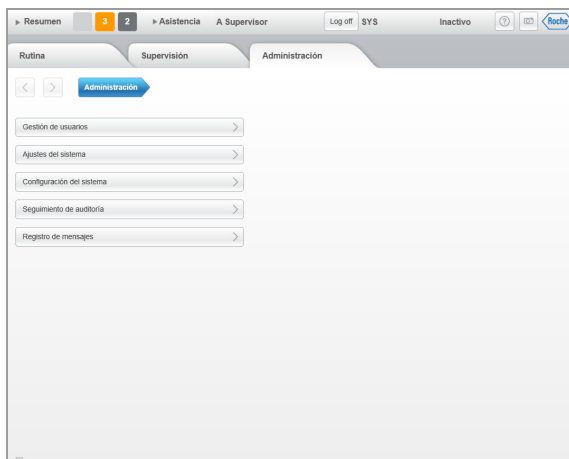 Resumen 3 2 Asistencia A Supervisor Log off SYS Inactivo ? Roche
Rutina Supervisión Administración
Administración
Gestión de usuarios
Ajustes del sistema
Configuración del sistema
Seguimiento de auditoría
Registro de mensajes